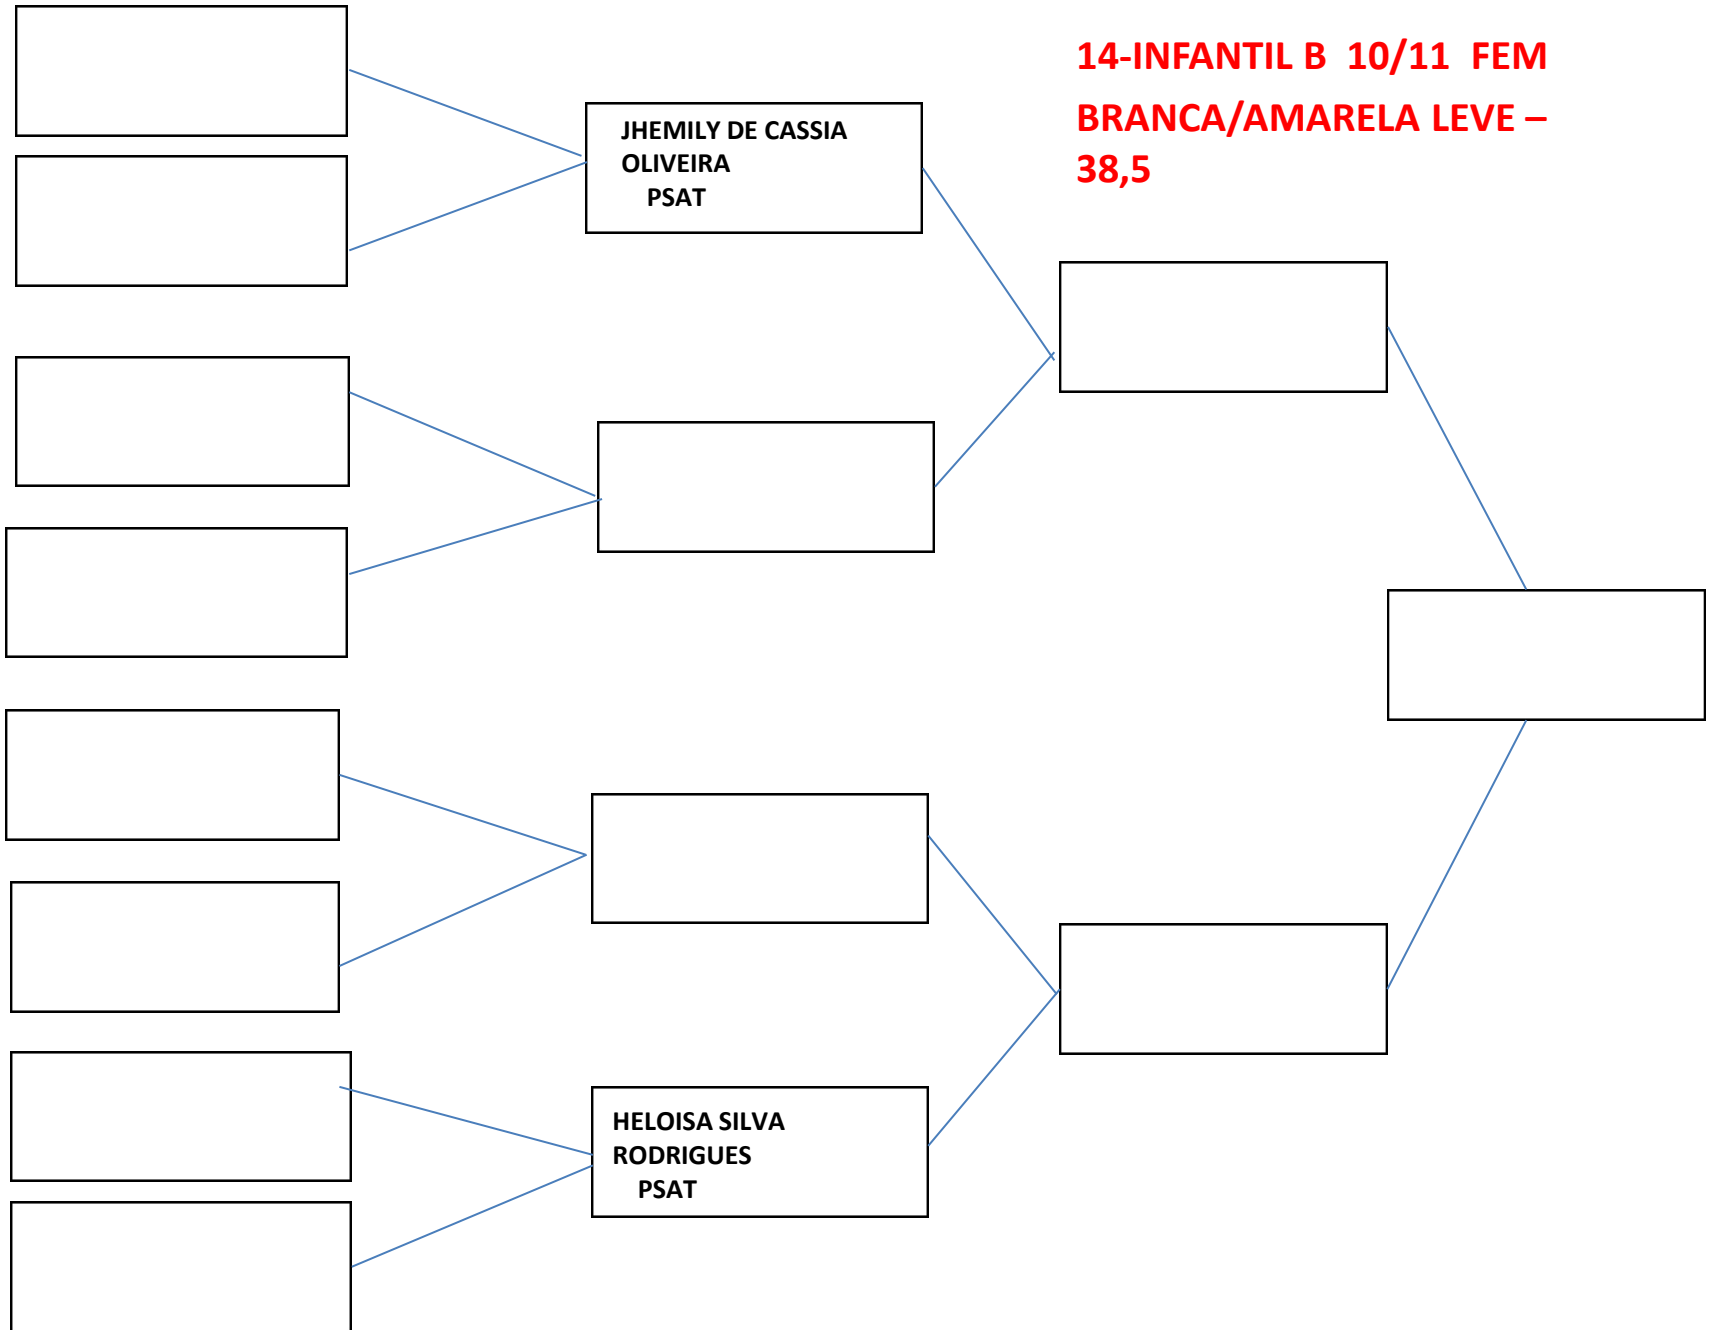 14-INFANTIL B 10/11 FEM
BRANCA/AMARELA LEVE –
38,5
JHEMILY DE CASSIA
OLIVEIRA
PSAT
HELOISA SILVA
RODRIGUES
PSAT